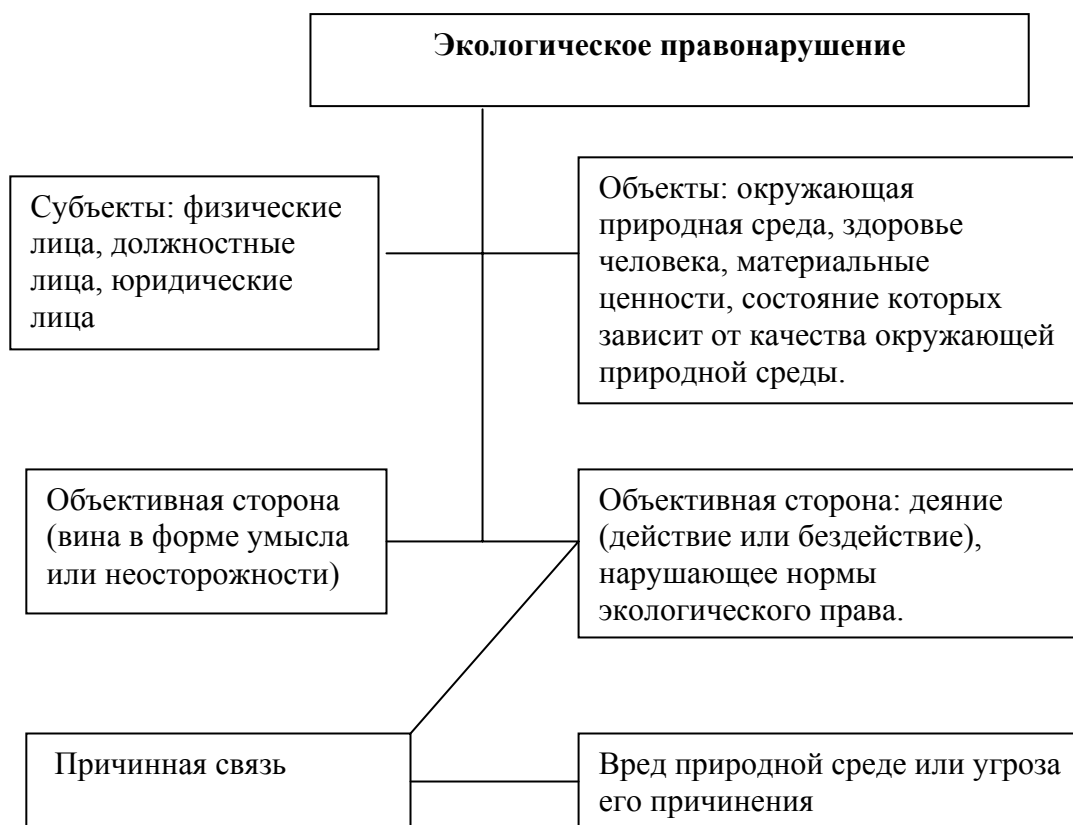 Экологическое правонарушение
Субъекты: физические
лица, должностные
лица, юридические
лица
Объекты: окружающая
природная среда, здоровье
человека, материальные
ценности, состояние которых
зависит от качества окружающей
природной среды.
Объективная сторона
(вина в форме умысла
или неосторожности)
Объективная сторона: деяние
(действие или бездействие),
нарушающее нормы
экологического права.
Причинная связь
Вред природной среде или угроза
его причинения